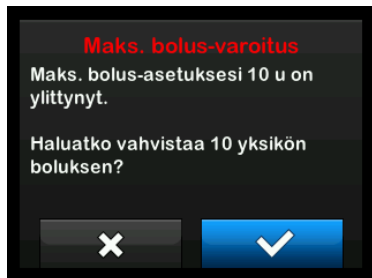 Maks. bolus-varoitus
Maks. bolus-asetuksesi 10 u on
ylittynyt.
Haluatko vahvistaa 10 yksikön
boluksen?